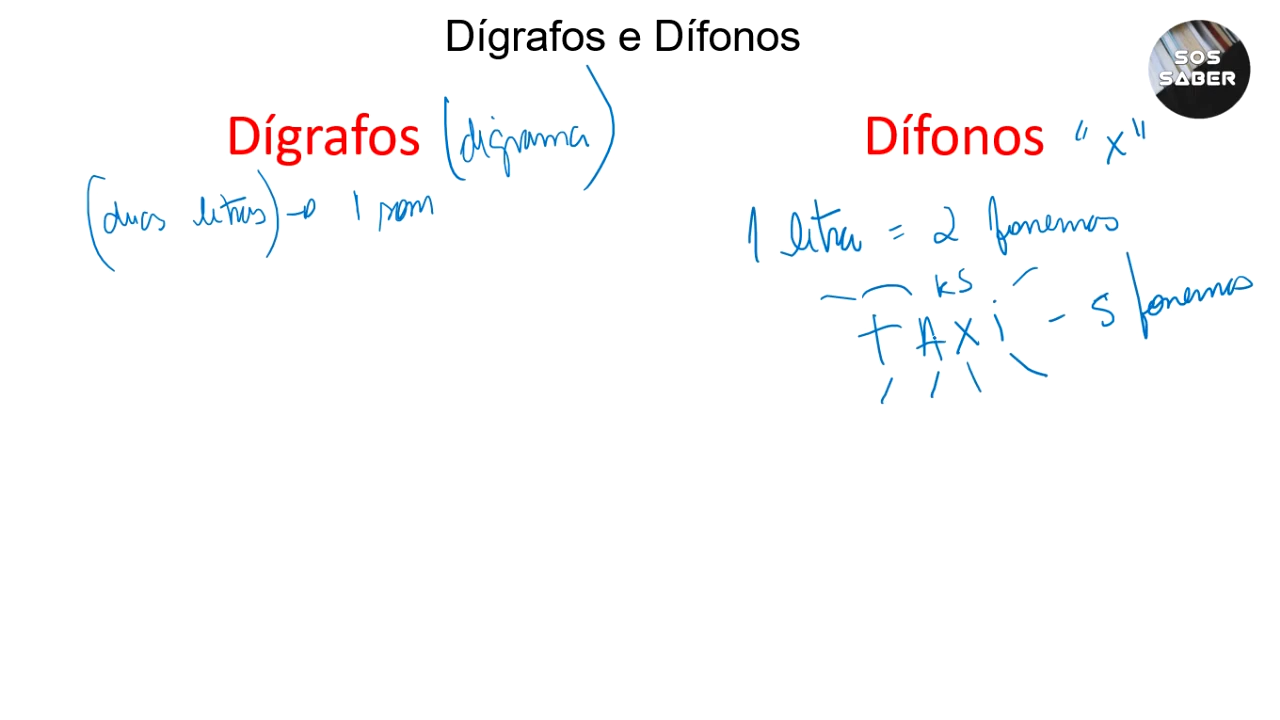 Dígrafos e Dífonos
SOS
SABER
Dígrafos (digrama)
(duas letras) → 1 som
Dífonos "x"
1 letra = 2 fonemas
ks
TAXi - 5 fonemas